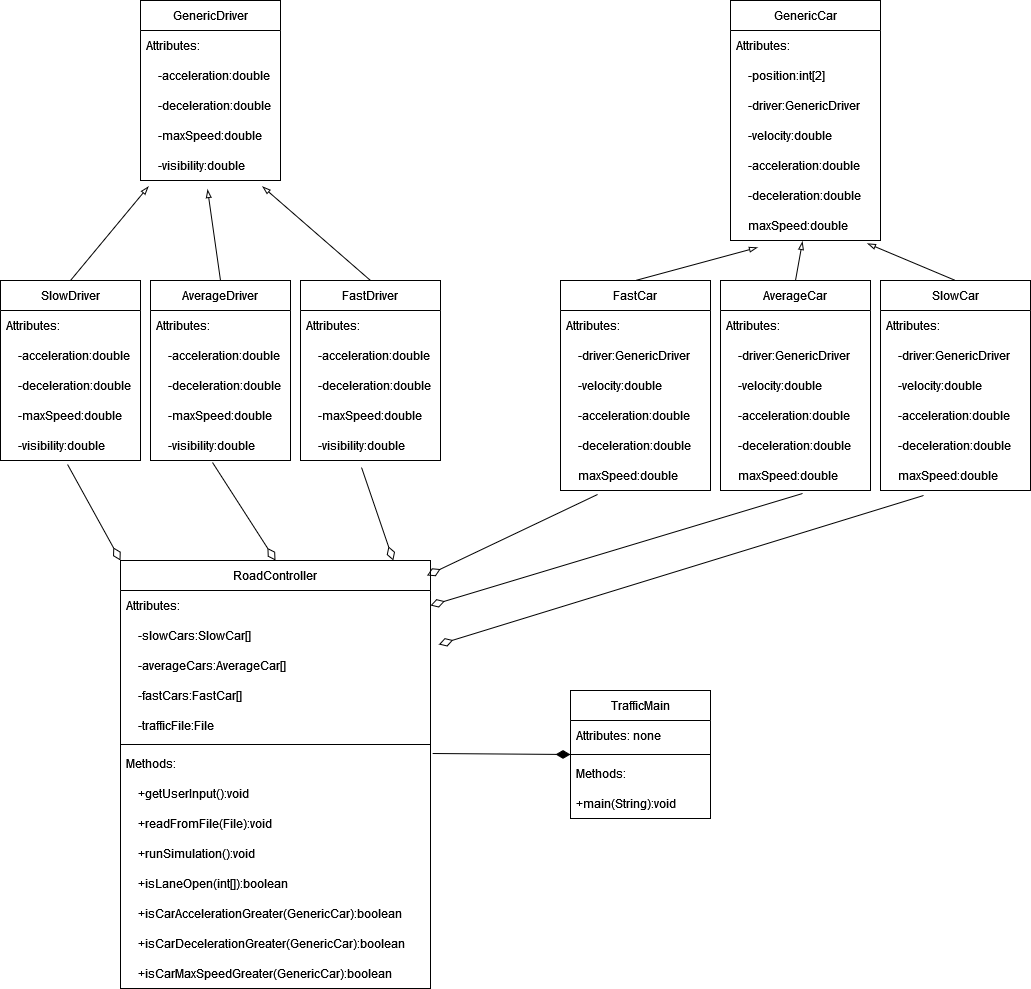 GenericDriver
Attributes:
-acceleration:double
-deceleration:double
-maxSpeed:double
-visibility:double
GenericCar
Attributes:
-position:int[2]
-driver:GenericDriver
-velocity:double
-acceleration:double
-deceleration:double
maxSpeed:double
SlowDriver
Attributes:
-acceleration:double
-deceleration:double
-maxSpeed:double
-visibility:double
AverageDriver
Attributes:
-acceleration:double
-deceleration:double
-maxSpeed:double
-visibility:double
FastDriver
Attributes:
-acceleration:double
-deceleration:double
-maxSpeed:double
-visibility:double
FastCar
Attributes:
-driver:GenericDriver
-velocity:double
-acceleration:double
-deceleration:double
maxSpeed:double
AverageCar
Attributes:
-driver:GenericDriver
-velocity:double
-acceleration:double
-deceleration:double
maxSpeed:double
SlowCar
Attributes:
-driver:GenericDriver
-velocity:double
-acceleration:double
-deceleration:double
maxSpeed:double
RoadController
Attributes:
-slowCars:SlowCar[]
-averageCars:AverageCar[]
-fastCars:FastCar[]
-trafficFile:File
Methods:
+getUserInput():void
+readFromFile(File):void
+runSimulation():void
+isLaneOpen(int[]):boolean
+isCarAccelerationGreater(GenericCar):boolean
+isCarDecelerationGreater(GenericCar):boolean
+isCarMaxSpeedGreater(GenericCar):boolean
TrafficMain
Attributes: none
Methods:
+main(String):void